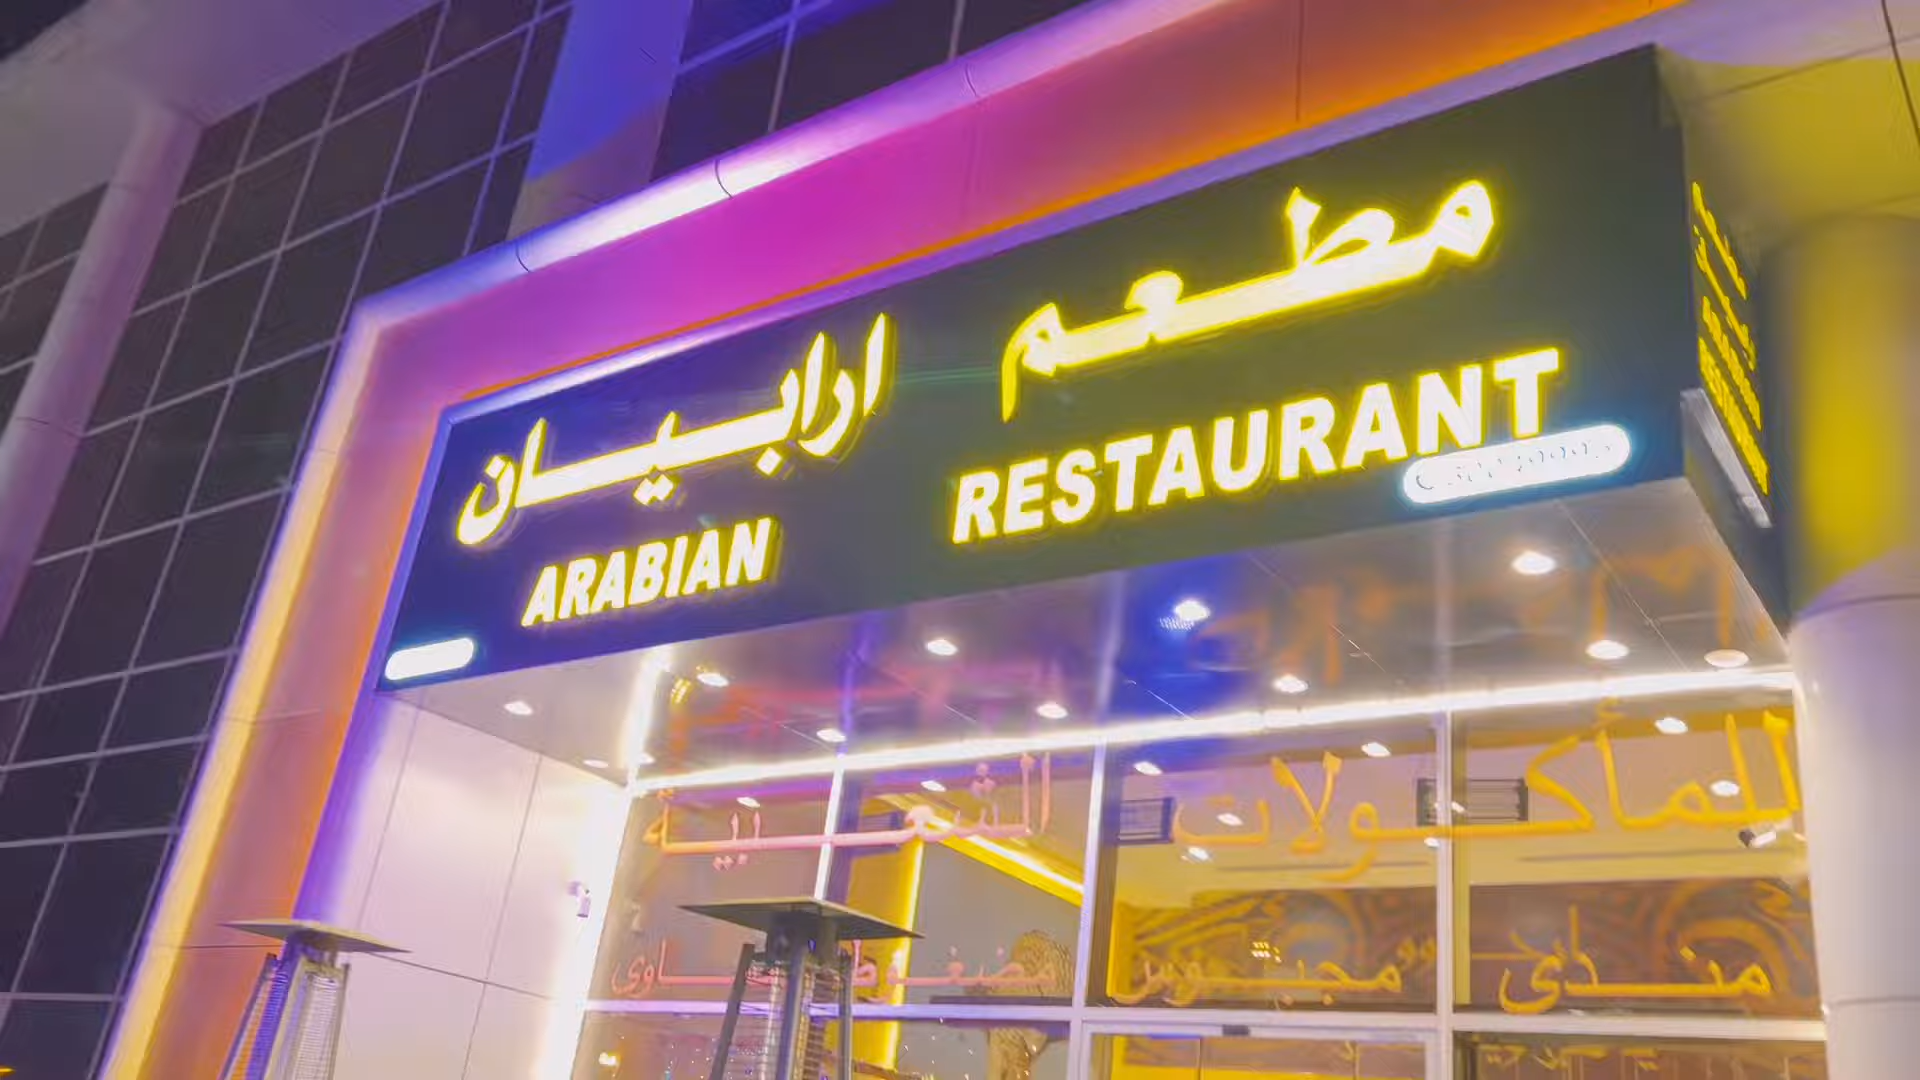 مطعم ارابيان
ARABIAN RESTAURANT
للمأكولات الشعبية
مندي مجبوس مضغوط